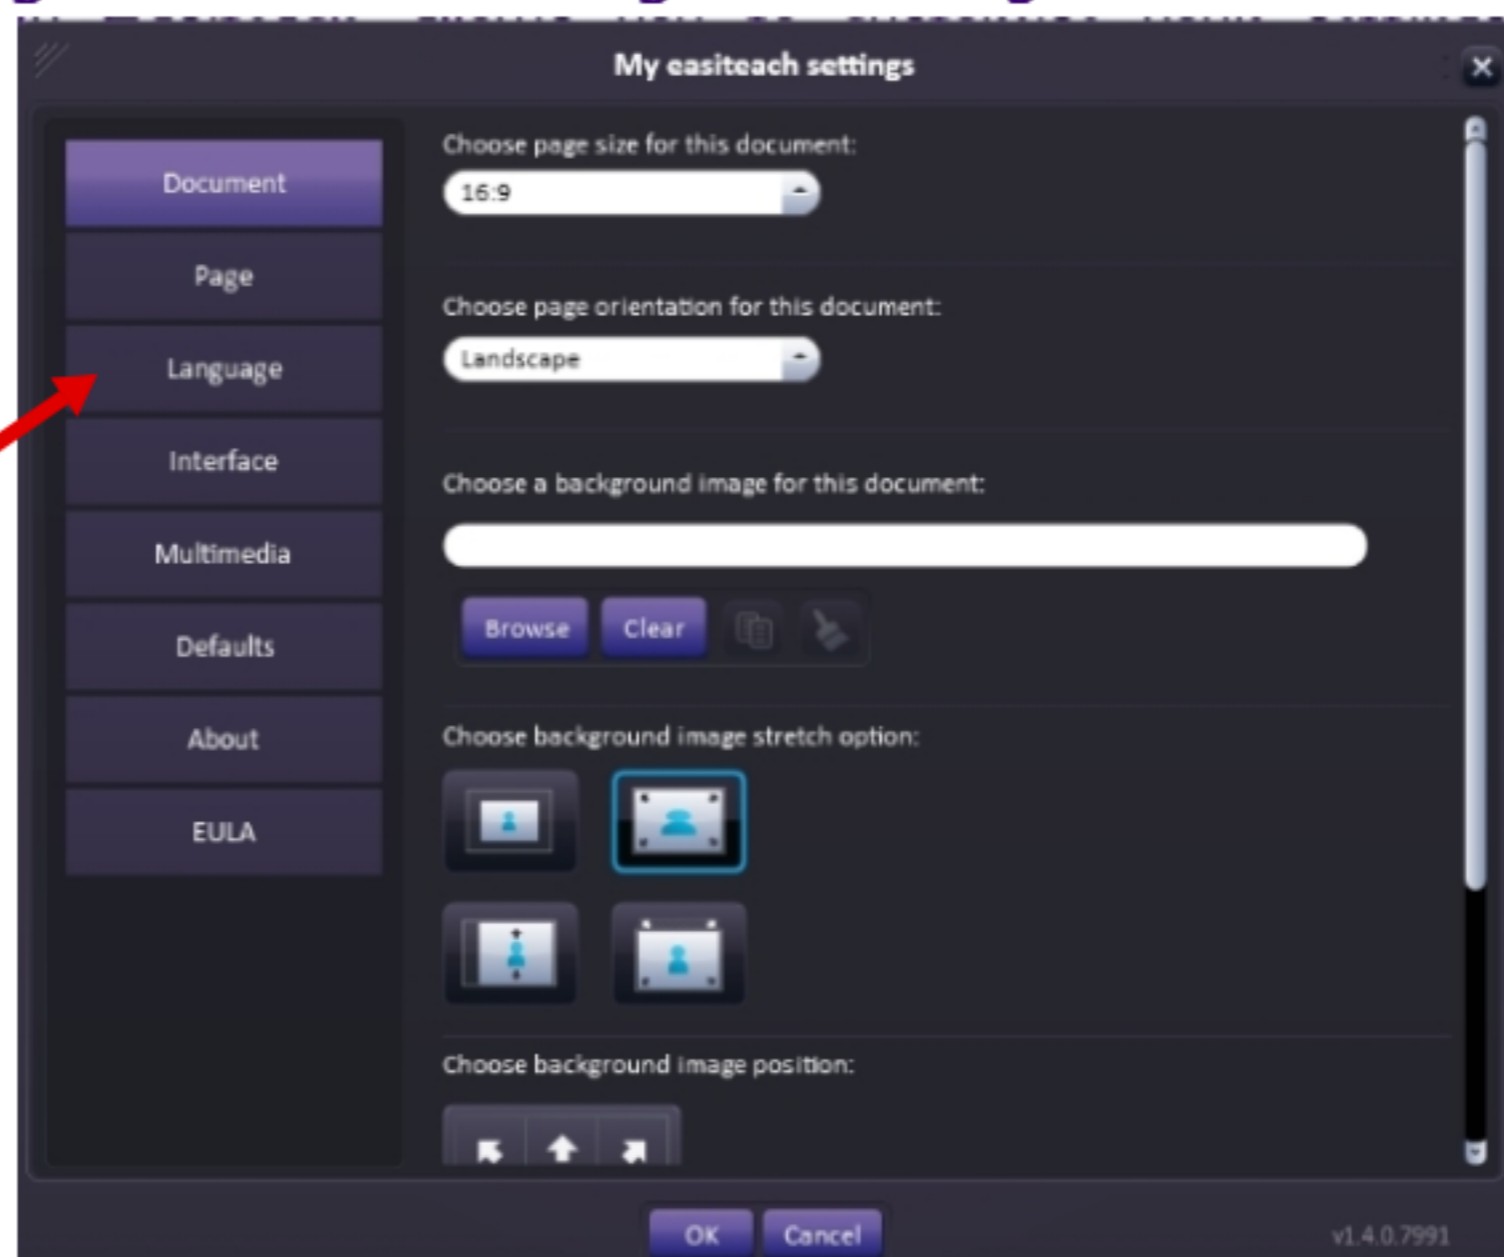 My easiteach settings
Document
Page
Language
Interface
Multimedia
Defaults
About
EULA
Choose page size for this document:
16:9
Choose page orientation for this document:
Landscape
Choose a background image for this document:
Browse Clear
Choose background image stretch option:
Choose background image position:
OK Cancel
v1.4.0.7991